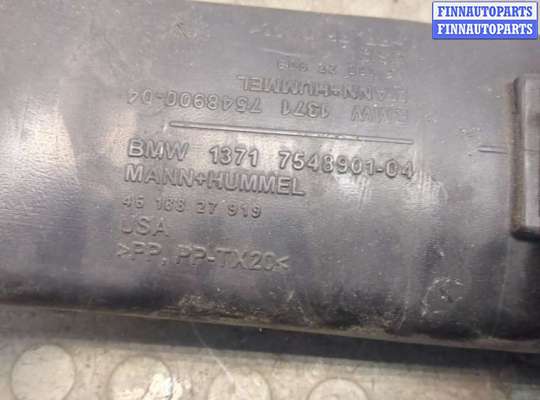 FINNAUTOPARTS
FINNAUTOPARTS
FINNAUTOPARTS
MANN+HUMMEL
BMW 1371 7548900-04
BMW 1371 7548901-04
MANN+HUMMEL
46 188 27 919
USA
>PP, PP-TX20<